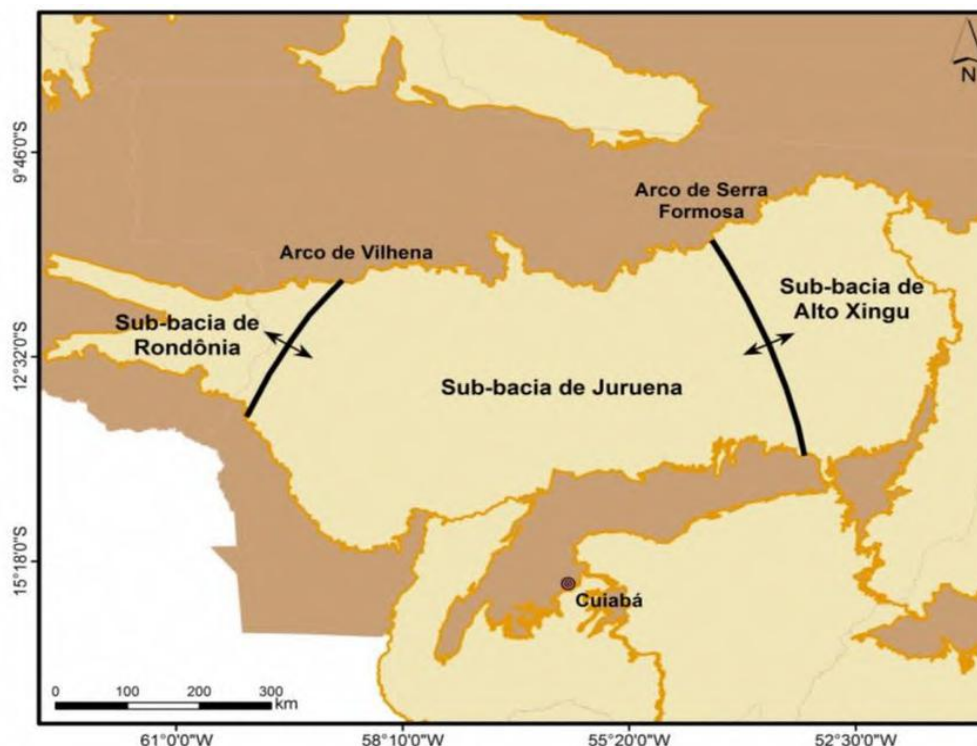 N
9°46'0"S
Arco de Serra
Formosa
Arco de Vilhena
Sub-bacia de
Alto Xingu
Sub-bacia de
Rondônia
12°32'0"S
Sub-bacia de Juruena
15°18'0"S
Cuiabá
0 100 200 300
km
61°0'0"W 58°10'0"W 55°20'0"W 52°30'0"W